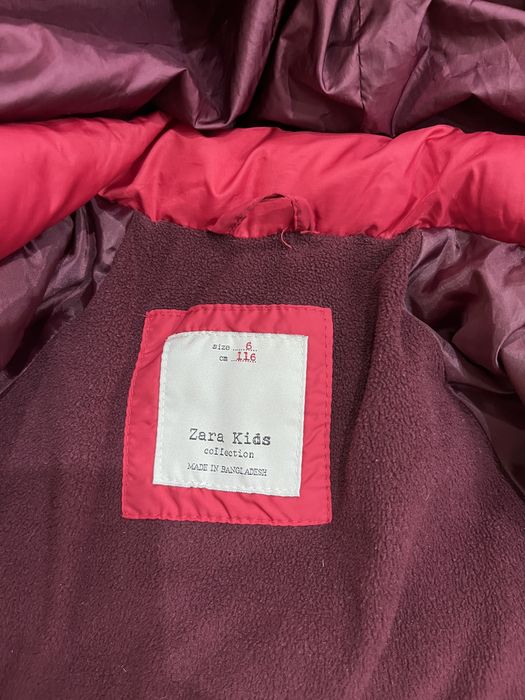 size 6
cm 116
Zara Kids
collection
MADE IN BANGLADESH